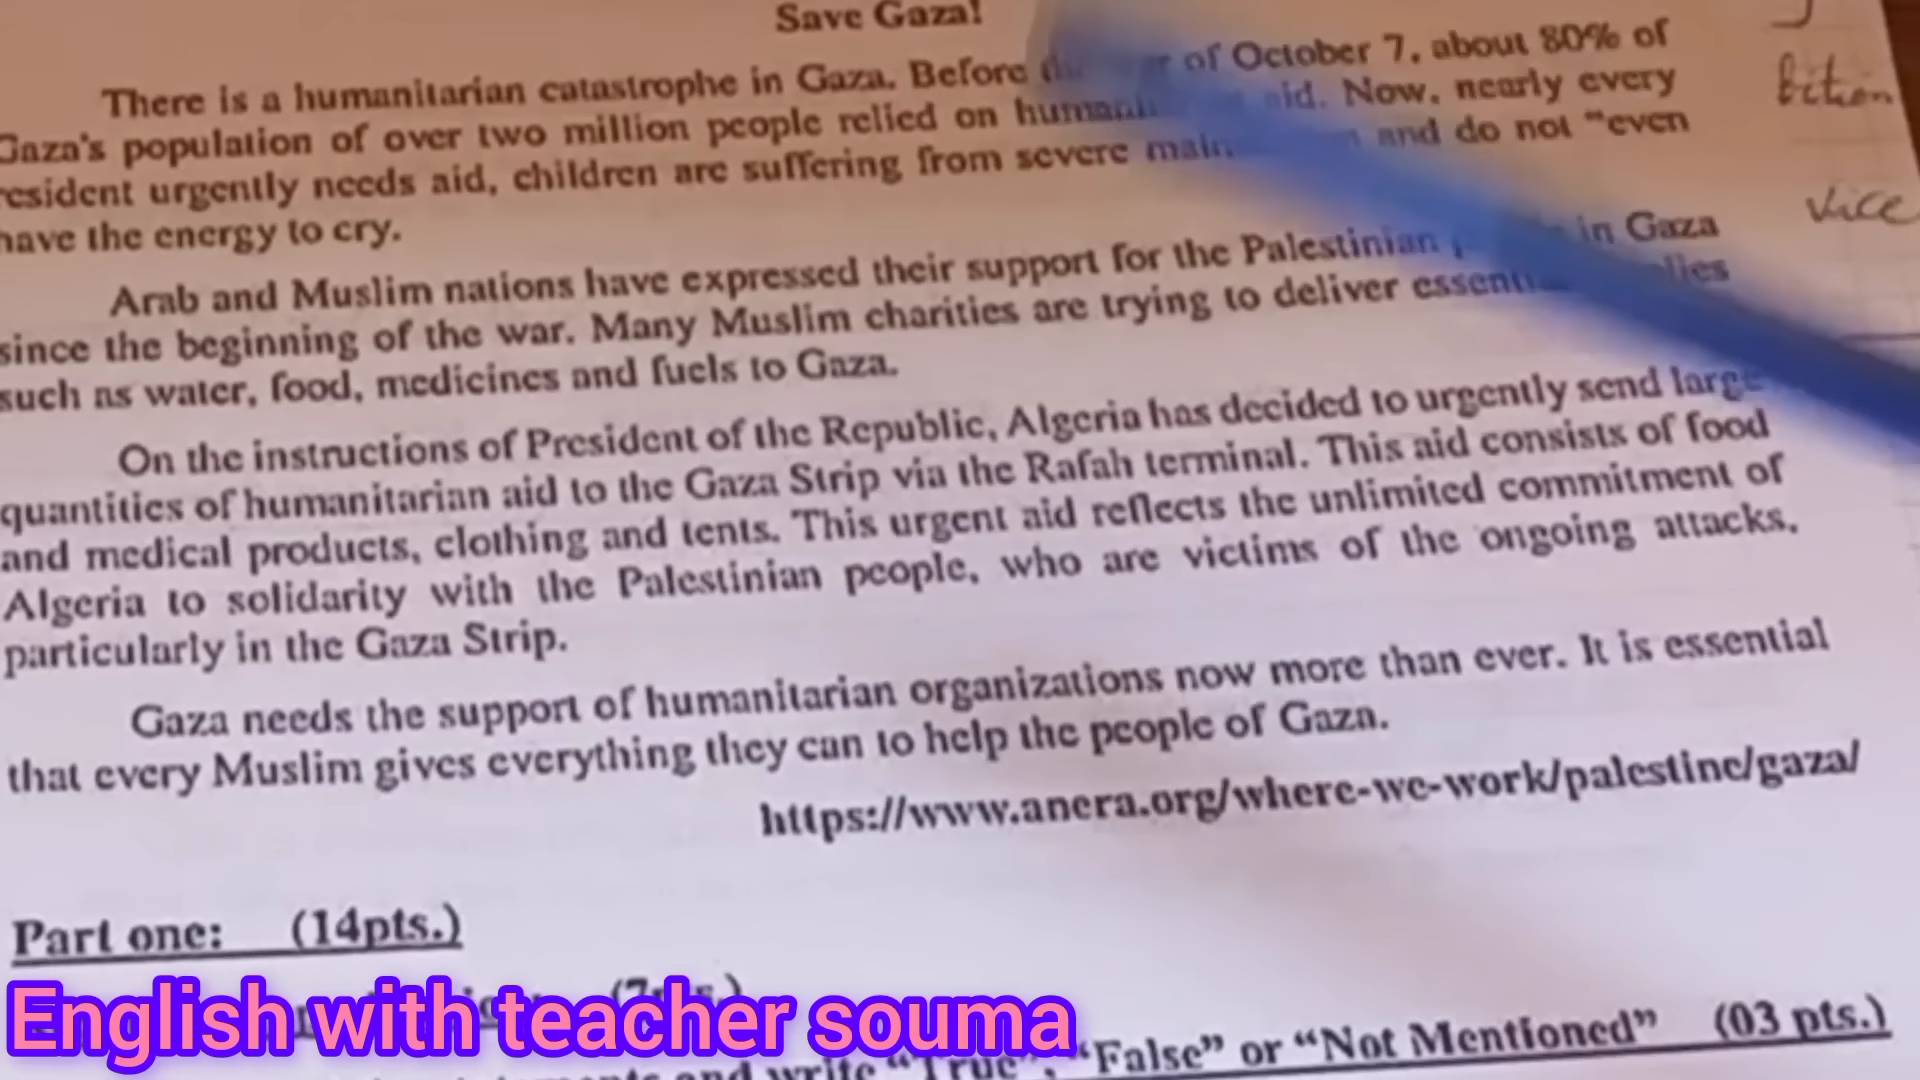 Save Gaza!
There is a humanitarian catastrophe in Gaza. Before of October 7, about 80% of
Gaza's population of over two million people relied on aid. Now, nearly every
resident urgently needs aid, children are suffering from severe and do not "even
have the energy to cry.
Arab and Muslim nations have expressed their support for the Palestinian in Gaza
since the beginning of the war. Many Muslim charities are trying to deliver
such as water, food, medicines and fuels to Gaza.
On the instructions of President of the Republic, Algeria has decided to urgently send large
quantities of humanitarian aid to the Gaza Strip via the Rafah terminal. This aid consists of food
and medical products, clothing and tents. This urgent aid reflects the unlimited commitment of
Algeria to solidarity with the Palestinian people, who are victims of the ongoing attacks,
particularly in the Gaza Strip.
Gaza needs the support of humanitarian organizations now more than ever. It is essential
that every Muslim gives everything they can to help the people of Gaza.
https://www.anera.org/where-we-work/palestine/gaza/
Part one: (14pts.)
English with teacher souma
and write "True", "False" or "Not Mentioned" (03 pts.)